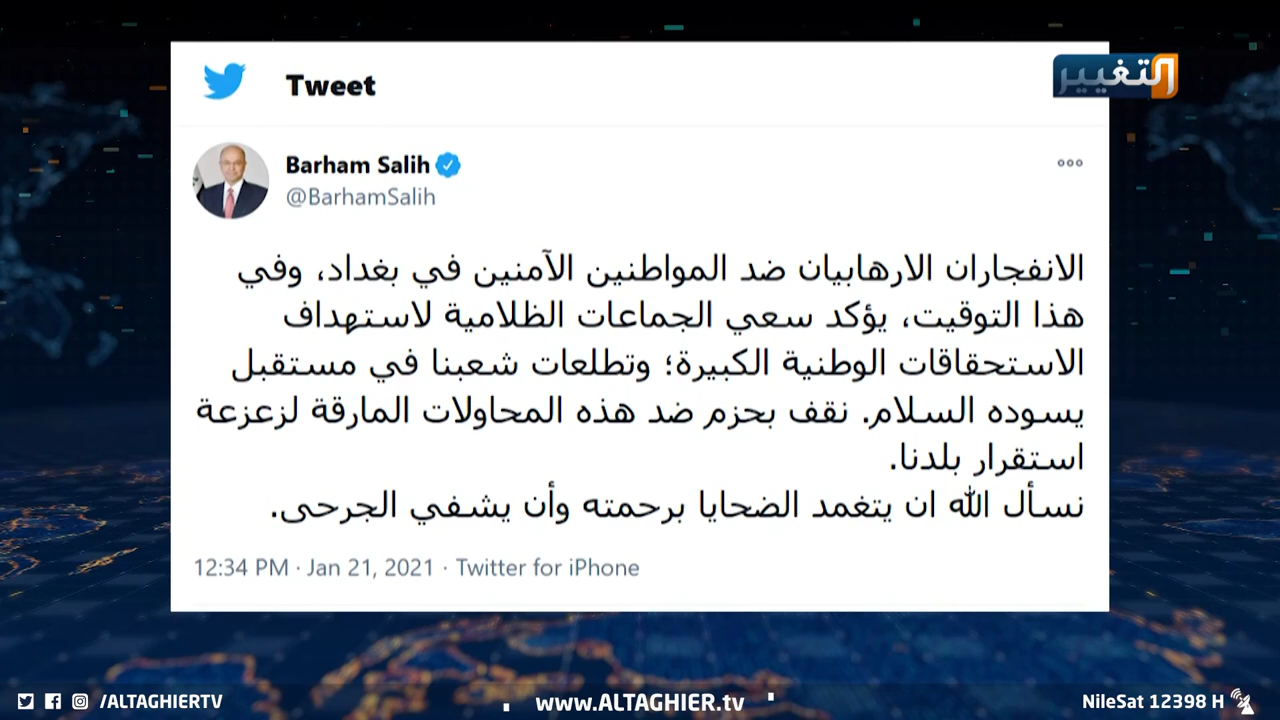 Tweet
التغيير
Barham Salih
@BarhamSalih
الانفجاران الارهابيان ضد المواطنين الآمنين في بغداد، وفي
هذا التوقيت، يؤكد سعي الجماعات الظلامية لاستهداف
الاستحقاقات الوطنية الكبيرة؛ وتطلعات شعبنا في مستقبل
يسوده السلام. نقف بحزم ضد هذه المحاولات المارقة لزعزعة
استقرار بلدنا.
نسأل الله ان يتغمد الضحايا برحمته وأن يشفي الجرحى.
12:34 PM · Jan 21, 2021 · Twitter for iPhone
/ALTAGHIERTV
www.ALTAGHIER.tv
NileSat 12398 H